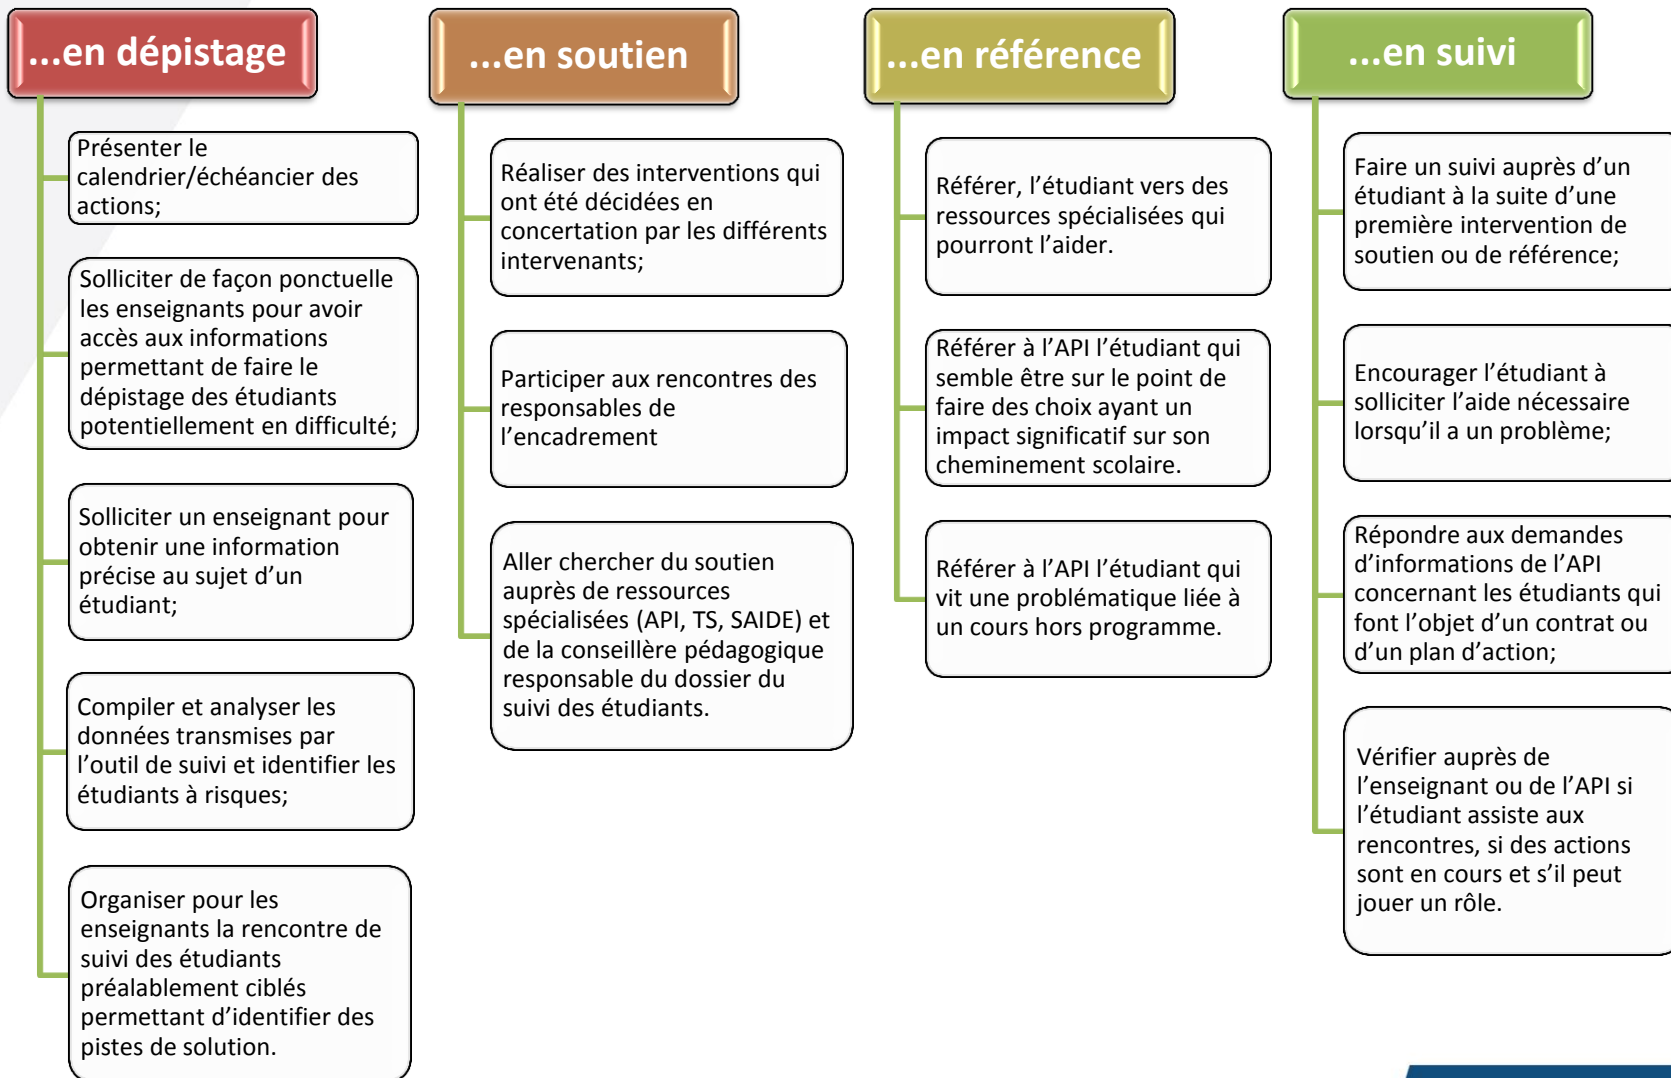 ...en dépistage
Présenter le
calendrier/échéancier des
actions;
Solliciter de façon ponctuelle
les enseignants pour avoir
accès aux informations
permettant de faire le
dépistage des étudiants
potentiellement en difficulté;
Solliciter un enseignant pour
obtenir une information
précise au sujet d’un
étudiant;
Compiler et analyser les
données transmises par
l’outil de suivi et identifier les
étudiants à risques;
Organiser pour les
enseignants la rencontre de
suivi des étudiants
préalablement ciblés
permettant d’identifier des
pistes de solution.
...en soutien
Réaliser des interventions qui
ont été décidées en
concertation par les différents
intervenants;
Participer aux rencontres des
responsables de
l’encadrement
Aller chercher du soutien
auprès de ressources
spécialisées (API, TS, SAIDE) et
de la conseillère pédagogique
responsable du dossier du
suivi des étudiants.
...en référence
Référer, l’étudiant vers des
ressources spécialisées qui
pourront l’aider.
Référer à l’API l’étudiant qui
semble être sur le point de
faire des choix ayant un
impact significatif sur son
cheminement scolaire.
Référer à l’API l’étudiant qui
vit une problématique liée à
un cours hors programme.
...en suivi
Faire un suivi auprès d’un
étudiant à la suite d’une
première intervention de
soutien ou de référence;
Encourager l’étudiant à
solliciter l’aide nécessaire
lorsqu’il a un problème;
Répondre aux demandes
d’informations de l’API
concernant les étudiants qui
font l’objet d’un contrat ou
d’un plan d’action;
Vérifier auprès de
l’enseignant ou de l’API si
l’étudiant assiste aux
rencontres, si des actions
sont en cours et s’il peut
jouer un rôle.